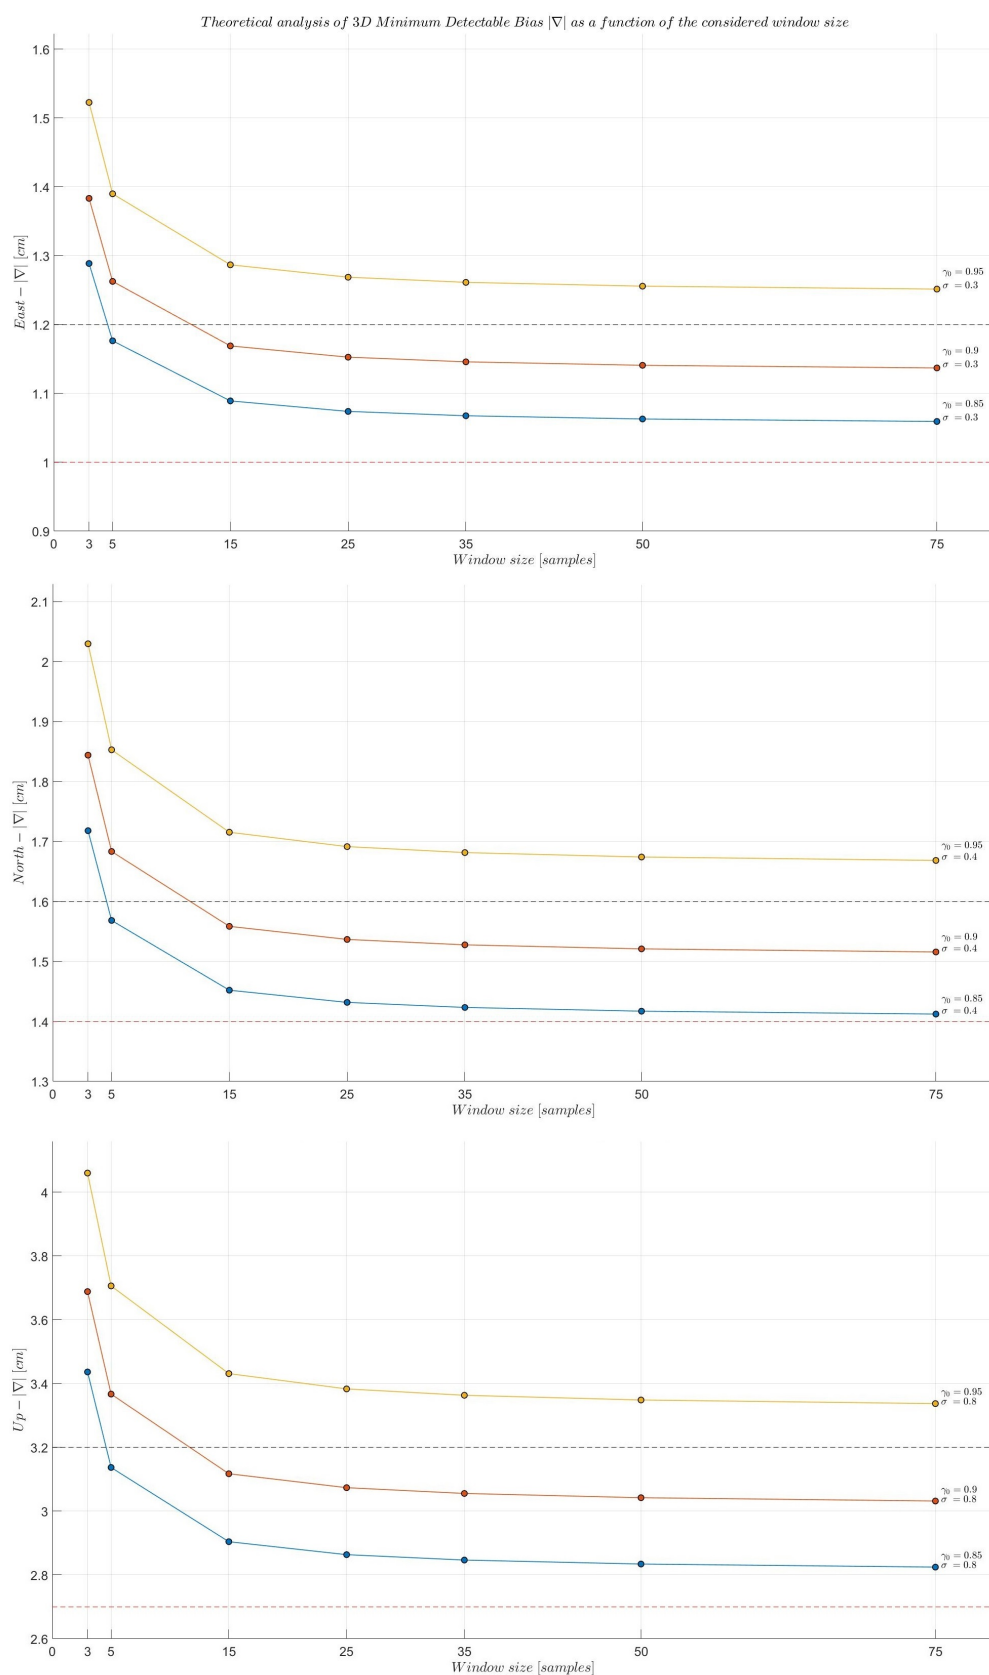 Theoretical analysis of 3D Minimum Detectable Bias |∇| as a function of the considered window size
1.6
1.5
1.4
1.3
1.2
1.1
1
0.9
East − |∇| [cm]
γ₀ = 0.95
σ = 0.3
γ₀ = 0.9
σ = 0.3
γ₀ = 0.85
σ = 0.3
0 3 5 15 25 35 50 75
Window size [samples]
2.1
2
1.9
1.8
1.7
1.6
1.5
1.4
1.3
North − |∇| [cm]
γ₀ = 0.95
σ = 0.4
γ₀ = 0.9
σ = 0.4
γ₀ = 0.85
σ = 0.4
0 3 5 15 25 35 50 75
Window size [samples]
4
3.8
3.6
3.4
3.2
3
2.8
2.6
Up − |∇| [cm]
γ₀ = 0.95
σ = 0.8
γ₀ = 0.9
σ = 0.8
γ₀ = 0.85
σ = 0.8
0 3 5 15 25 35 50 75
Window size [samples]